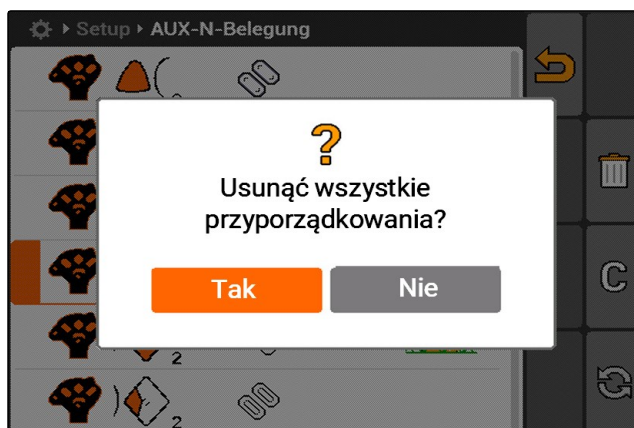 Setup AUX-N-Belegung
Usunąć wszystkie
przyporządkowania?
Tak
Nie
C
2
2